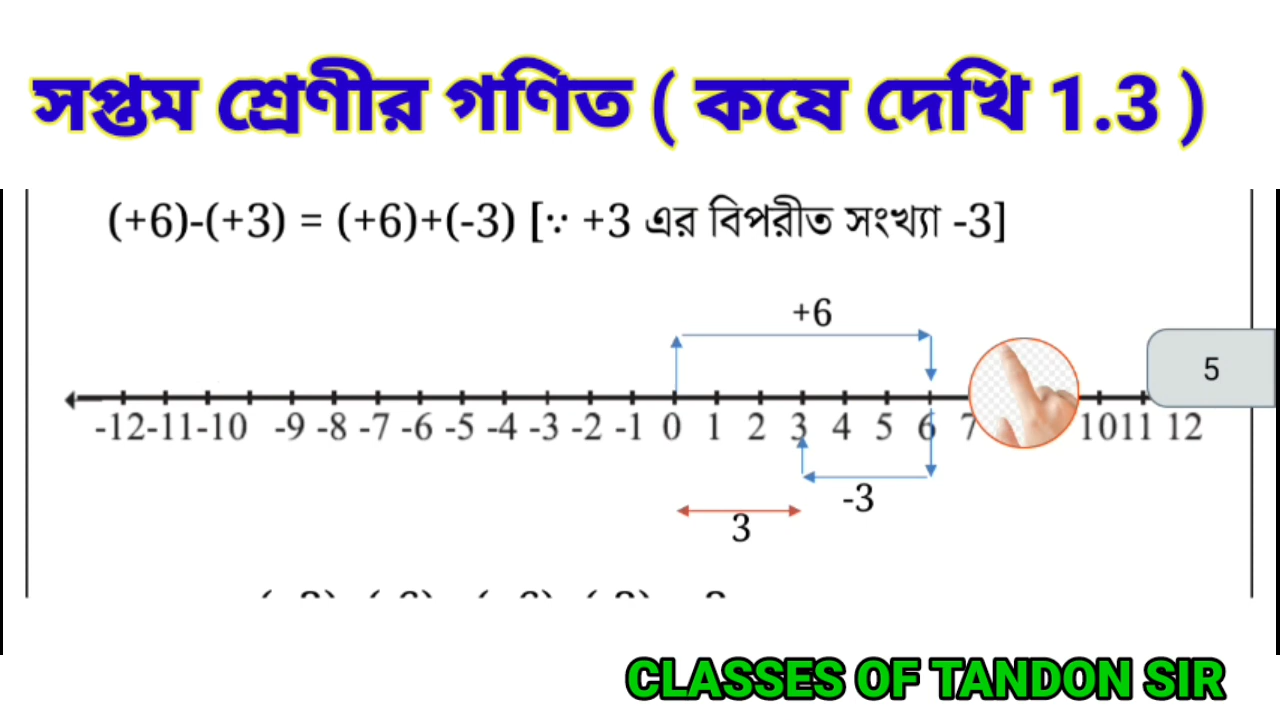 সপ্তম শ্রেণীর গণিত ( কষে দেখি 1.3 )
(+6)-(+3) = (+6)+(-3) [∵ +3 এর বিপরীত সংখ্যা -3]
+6
5
-12 -11 -10 -9 -8 -7 -6 -5 -4 -3 -2 -1 0 1 2 3 4 5 6 7 10 11 12
-3
3
CLASSES OF TANDON SIR